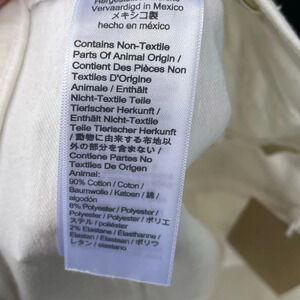 Vervaardigd in Mexico
メキシコ製
hecho en méxico
Contains Non-Textile
Parts Of Animal Origin /
Contient Des Pièces Non
Textiles D'Origine
Animale / Enthält
Nicht-Textile Teile
Tierischer Herkunft /
Enthält Niet-Textile
Teile Tierischer Herkunft
/ 動物に由来する布地以
外の部分を含まない /
Contiene Partes No
Textiles De Origen
Animal:
90% Cotton / Coton /
Baumwolle / Katoen / 綿 /
algodón
8% Polyester / Polyester /
Polyester / Polyester / ポリエ
ステル / poliéster
2% Elastane / Élasthanne /
Elastan / Elastaan / ポリウ
レタン / elastano